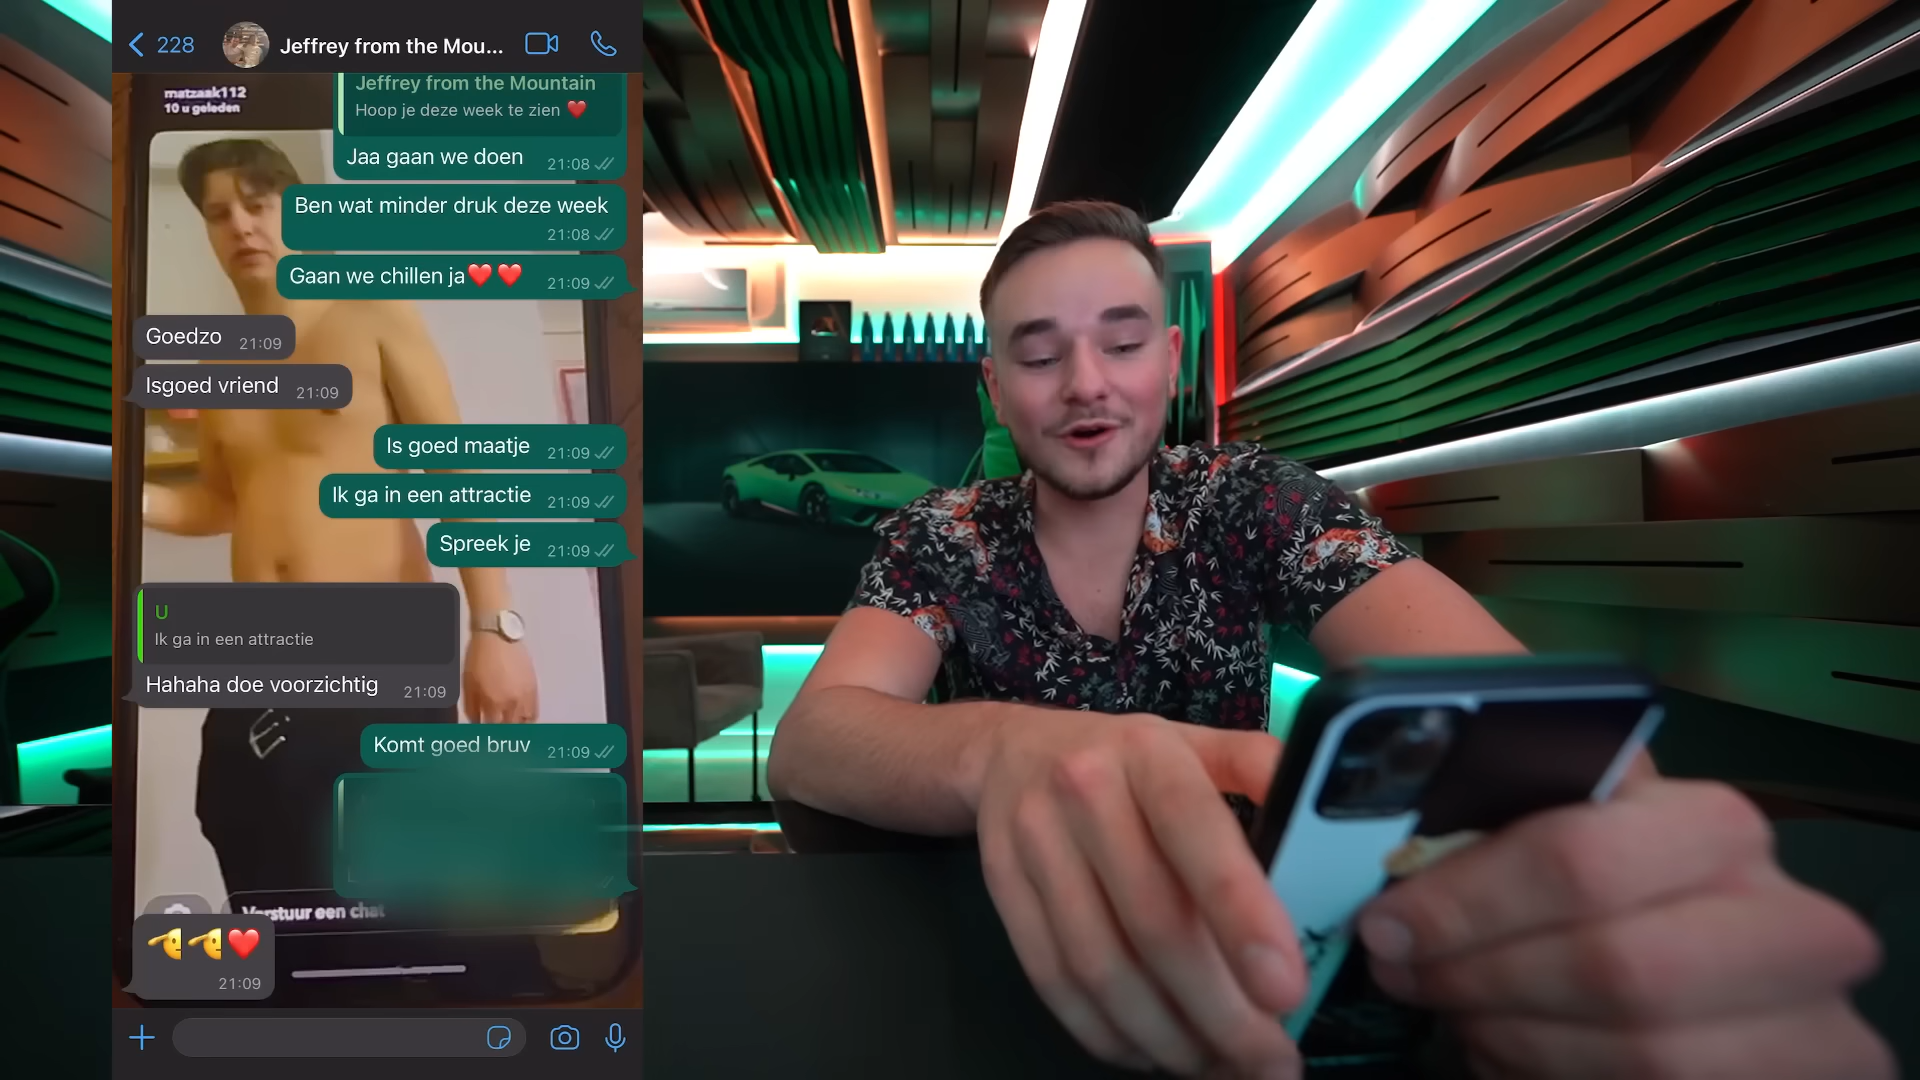 228
Jeffrey from the Mou...
matzaak112
10 u geleden
Jeffrey from the Mountain
Hoop je deze week te zien ❤️
Jaa gaan we doen 21:08
Ben wat minder druk deze week
21:08
Gaan we chillen ja❤️❤️ 21:09
Goedzo 21:09
Isgoed vriend 21:09
Is goed maatje 21:09
Ik ga in een attractie 21:09
Spreek je 21:09
U
Ik ga in een attractie
Hahaha doe voorzichtig 21:09
Komt goed bruv 21:09
Verstuur een chat
🫡🫡❤️
21:09